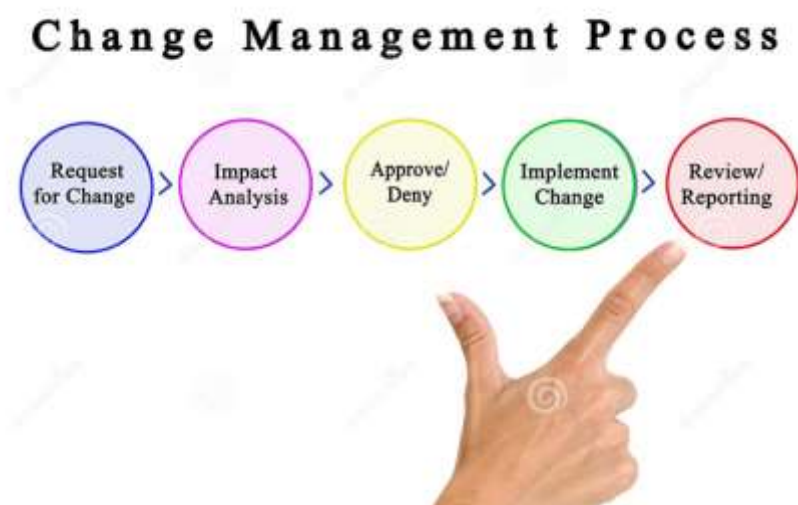 Change Management Process
Request
for Change
>
Impact
Analysis
>
Approve/
Deny
>
Implement
Change
>
Review/
Reporting